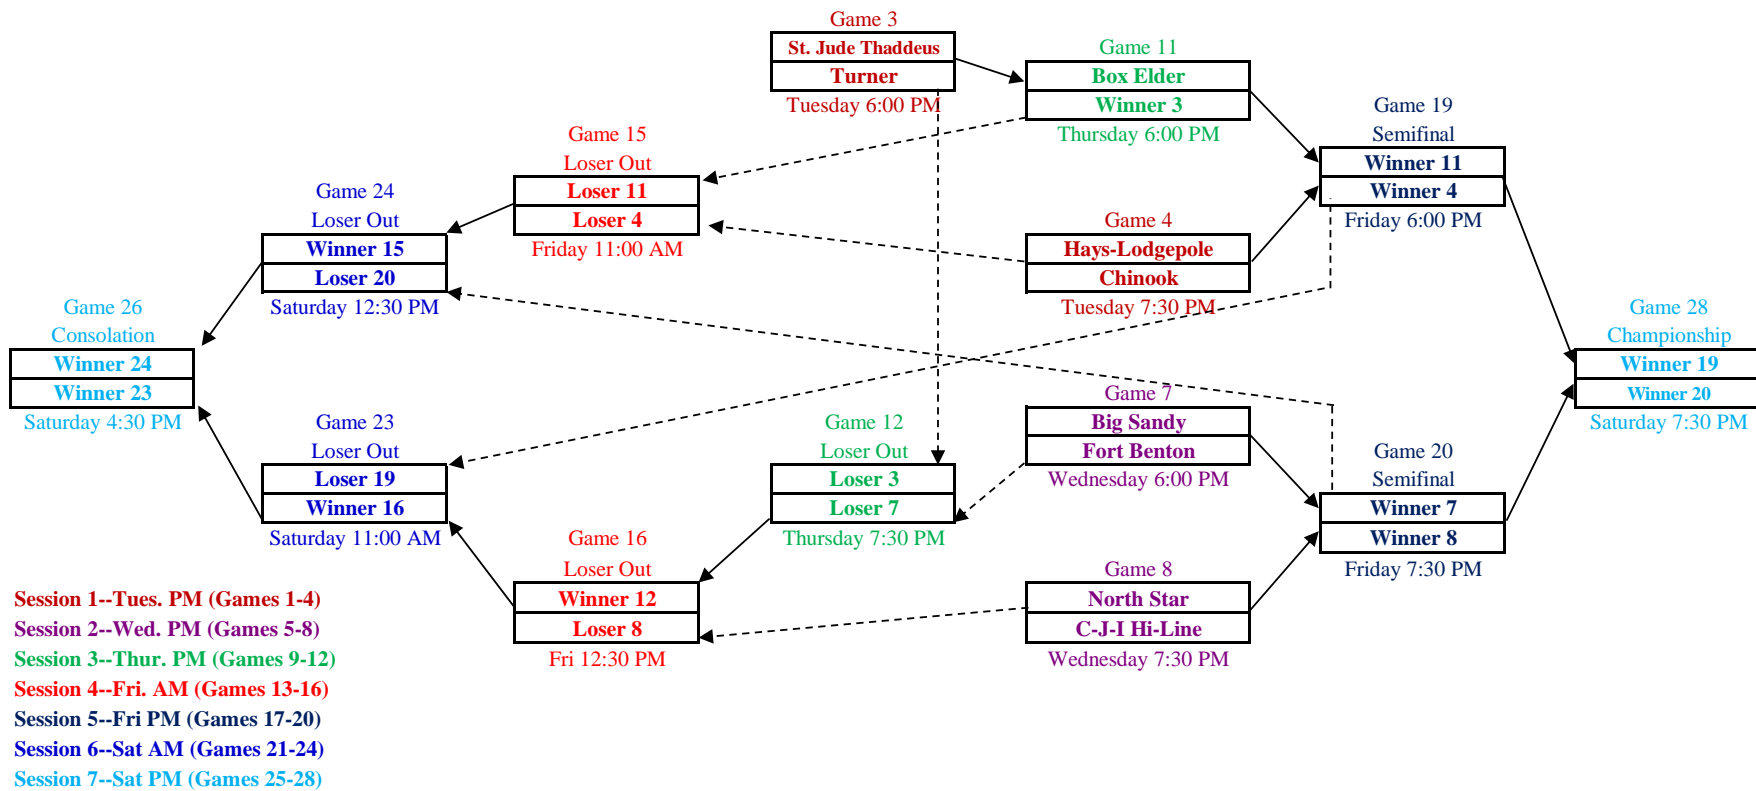 Game 3
St. Jude Thaddeus
Turner
Tuesday 6:00 PM
Game 11
Box Elder
Winner 3
Thursday 6:00 PM
Game 19
Semifinal
Winner 11
Winner 4
Friday 6:00 PM
Game 15
Loser Out
Loser 11
Loser 4
Friday 11:00 AM
Game 24
Loser Out
Winner 15
Loser 20
Saturday 12:30 PM
Game 4
Hays-Lodgepole
Chinook
Tuesday 7:30 PM
Game 26
Consolation
Winner 24
Winner 23
Saturday 4:30 PM
Game 28
Championship
Winner 19
Winner 20
Saturday 7:30 PM
Game 23
Loser Out
Loser 19
Winner 16
Saturday 11:00 AM
Game 12
Loser Out
Loser 3
Loser 7
Thursday 7:30 PM
Game 7
Big Sandy
Fort Benton
Wednesday 6:00 PM
Game 20
Semifinal
Winner 7
Winner 8
Friday 7:30 PM
Game 16
Loser Out
Winner 12
Loser 8
Fri 12:30 PM
Game 8
North Star
C-J-I Hi-Line
Wednesday 7:30 PM
Session 1--Tues. PM (Games 1-4)
Session 2--Wed. PM (Games 5-8)
Session 3--Thur. PM (Games 9-12)
Session 4--Fri. AM (Games 13-16)
Session 5--Fri PM (Games 17-20)
Session 6--Sat AM (Games 21-24)
Session 7--Sat PM (Games 25-28)